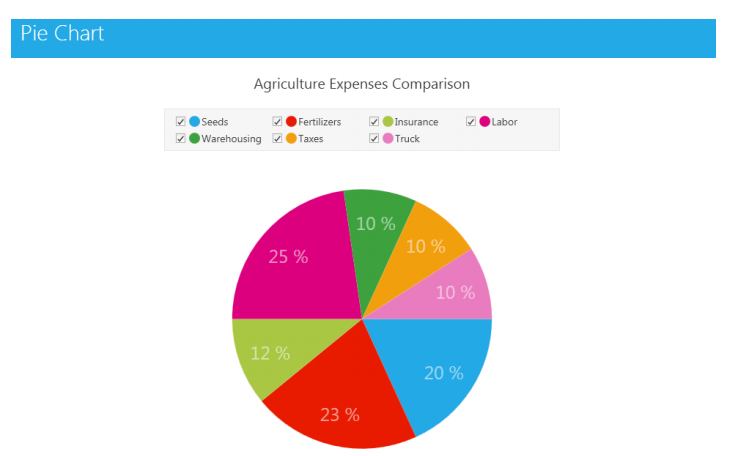 Pie Chart
Agriculture Expenses Comparison
Seeds Fertilizers Insurance Labor
Warehousing Taxes Truck
10 %
10 %
25 %
10 %
12 %
20 %
23 %